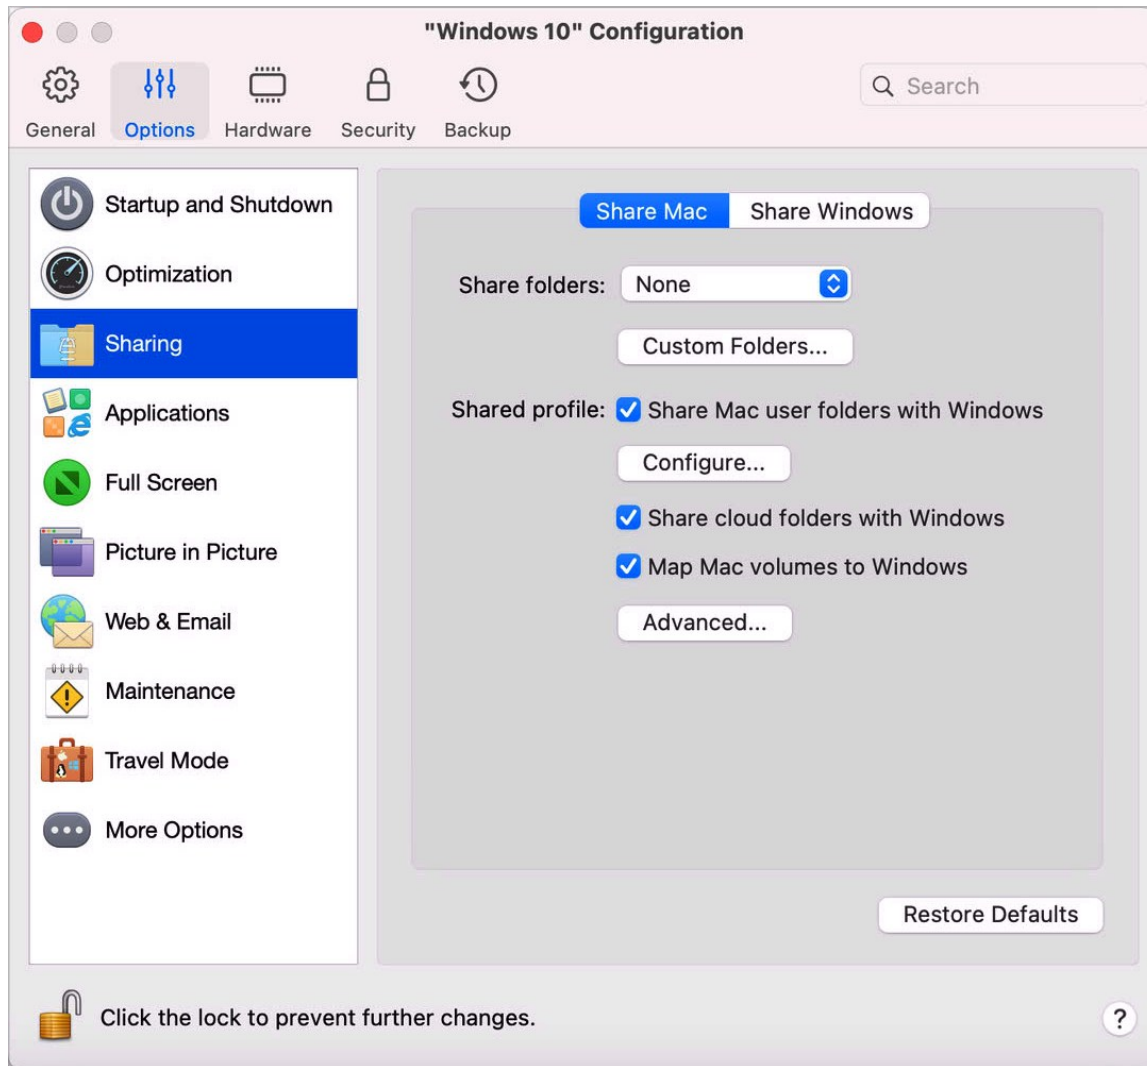 "Windows 10" Configuration
General
Options
Hardware
Security
Backup
Search
Startup and Shutdown
Optimization
Sharing
Applications
Full Screen
Picture in Picture
Web & Email
Maintenance
Travel Mode
More Options
Share Mac
Share Windows
Share folders: None
Custom Folders...
Shared profile: Share Mac user folders with Windows
Configure...
Share cloud folders with Windows
Map Mac volumes to Windows
Advanced...
Restore Defaults
Click the lock to prevent further changes.
?